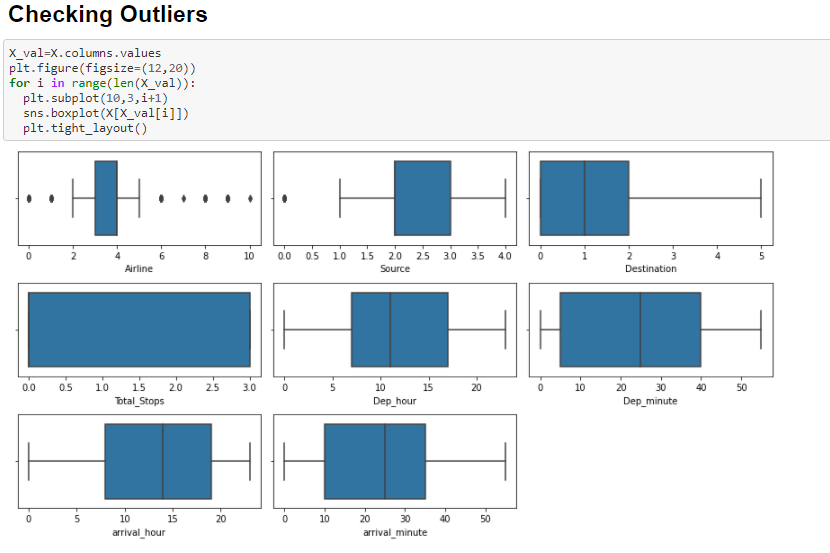 Checking Outliers
X_val=X.columns.values
plt.figure(figsize=(12,20))
for i in range(len(X_val)):
  plt.subplot(10,3,i+1)
  sns.boxplot(X[X_val[i]])
  plt.tight_layout()
0 2 4 6 8 10
Airline
0.0 0.5 1.0 1.5 2.0 2.5 3.0 3.5 4.0
Source
0 1 2 3 4 5
Destination
0.0 0.5 1.0 1.5 2.0 2.5 3.0
Total_Stops
0 5 10 15 20
Dep_hour
0 10 20 30 40 50
Dep_minute
0 5 10 15 20
arrival_hour
0 10 20 30 40 50
arrival_minute